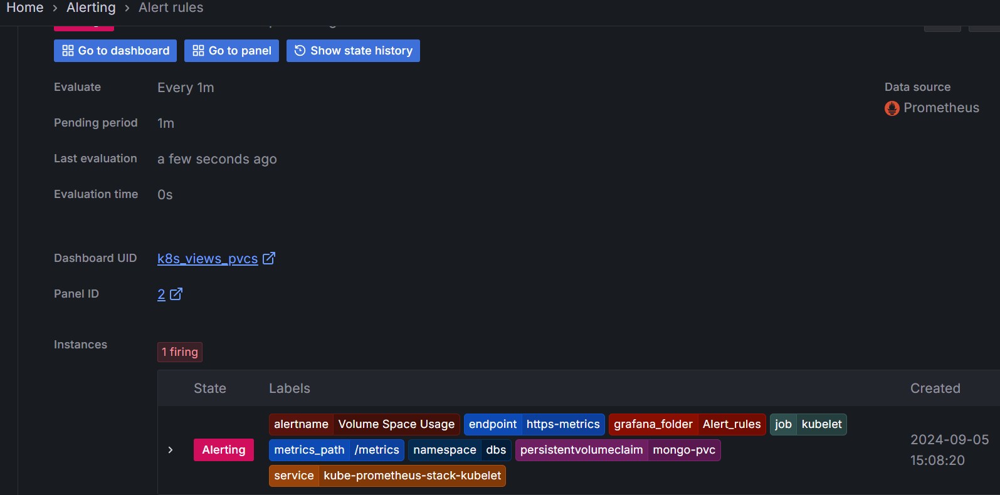 Home › Alerting › Alert rules
Go to dashboard Go to panel Show state history
Evaluate Every 1m
Data source
Prometheus
Pending period 1m
Last evaluation a few seconds ago
Evaluation time 0s
Dashboard UID k8s_views_pvcs
Panel ID 2
Instances 1 firing
State Labels Created
Alerting
alertname Volume Space Usage endpoint https-metrics grafana_folder Alert_rules job kubelet
metrics_path /metrics namespace dbs persistentvolumeclaim mongo-pvc
service kube-prometheus-stack-kubelet
2024-09-05
15:08:20